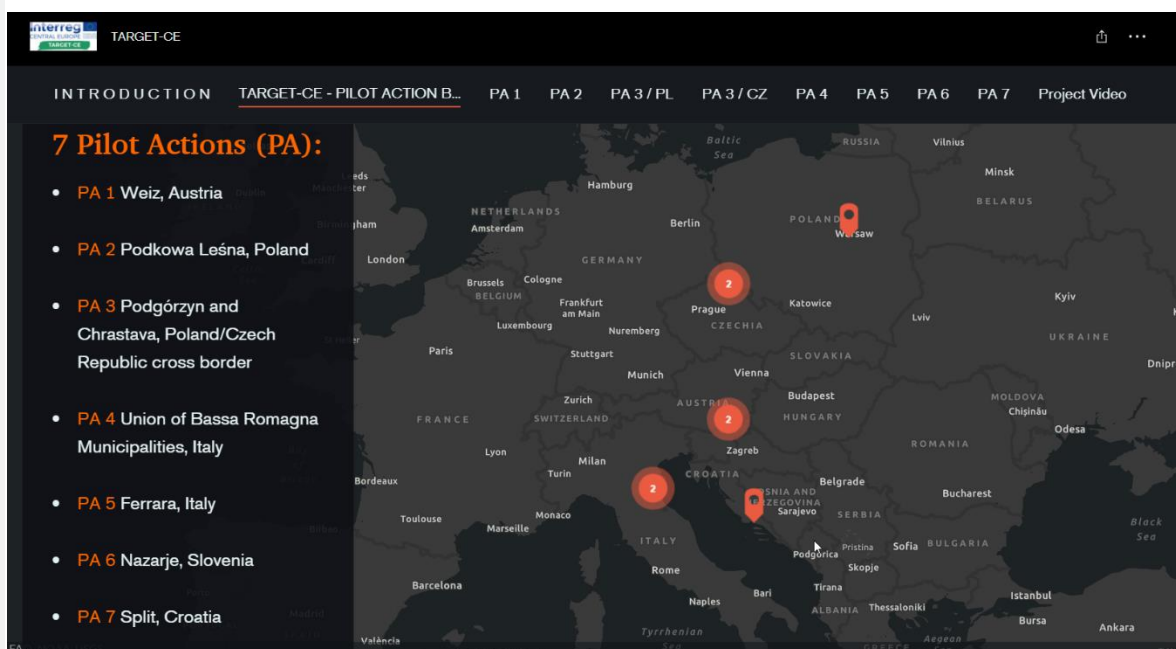 Interreg
CENTRAL EUROPE
TARGET-CE
TARGET-CE
INTRODUCTION
TARGET-CE - PILOT ACTION B...
PA 1
PA 2
PA 3 / PL
PA 3 / CZ
PA 4
PA 5
PA 6
PA 7
Project Video
7 Pilot Actions (PA):
• PA 1 Weiz, Austria
• PA 2 Podkowa Leśna, Poland
• PA 3 Podgórzyn and
Chrastava, Poland/Czech
Republic cross border
• PA 4 Union of Bassa Romagna
Municipalities, Italy
• PA 5 Ferrara, Italy
• PA 6 Nazarje, Slovenia
• PA 7 Split, Croatia
Baltic
Sea
RUSSIA
Vilnius
Minsk
BELARUS
Hamburg
NETHERLANDS
Amsterdam
Berlin
POLAND
London
GERMANY
Brussels
Cologne
BELGIUM
2
Frankfurt
am Main
Prague
Katowice
Kyiv
Luxembourg
Nuremberg
CZECHIA
Lviv
UKRAINE
Paris
Stuttgart
SLOVAKIA
Munich
Vienna
Zurich
AUSTRIA
Budapest
MOLDOVA
Chișinău
FRANCE
SWITZERLAND
2
HUNGARY
Odesa
ROMANIA
Lyon
Zagreb
Milan
Turin
CROATIA
Bordeaux
2
Belgrade
Bucharest
Sarajevo
SERBIA
Toulouse
Monaco
Marseille
Black
Sea
ITALY
Podgorica
Pristina
Sofia
BULGARIA
Skopje
Rome
Barcelona
Bari
Tirana
Istanbul
Naples
ALBANIA
Thessaloniki
Bursa
Ankara
València
Tyrrhenian
Sea
Aegean